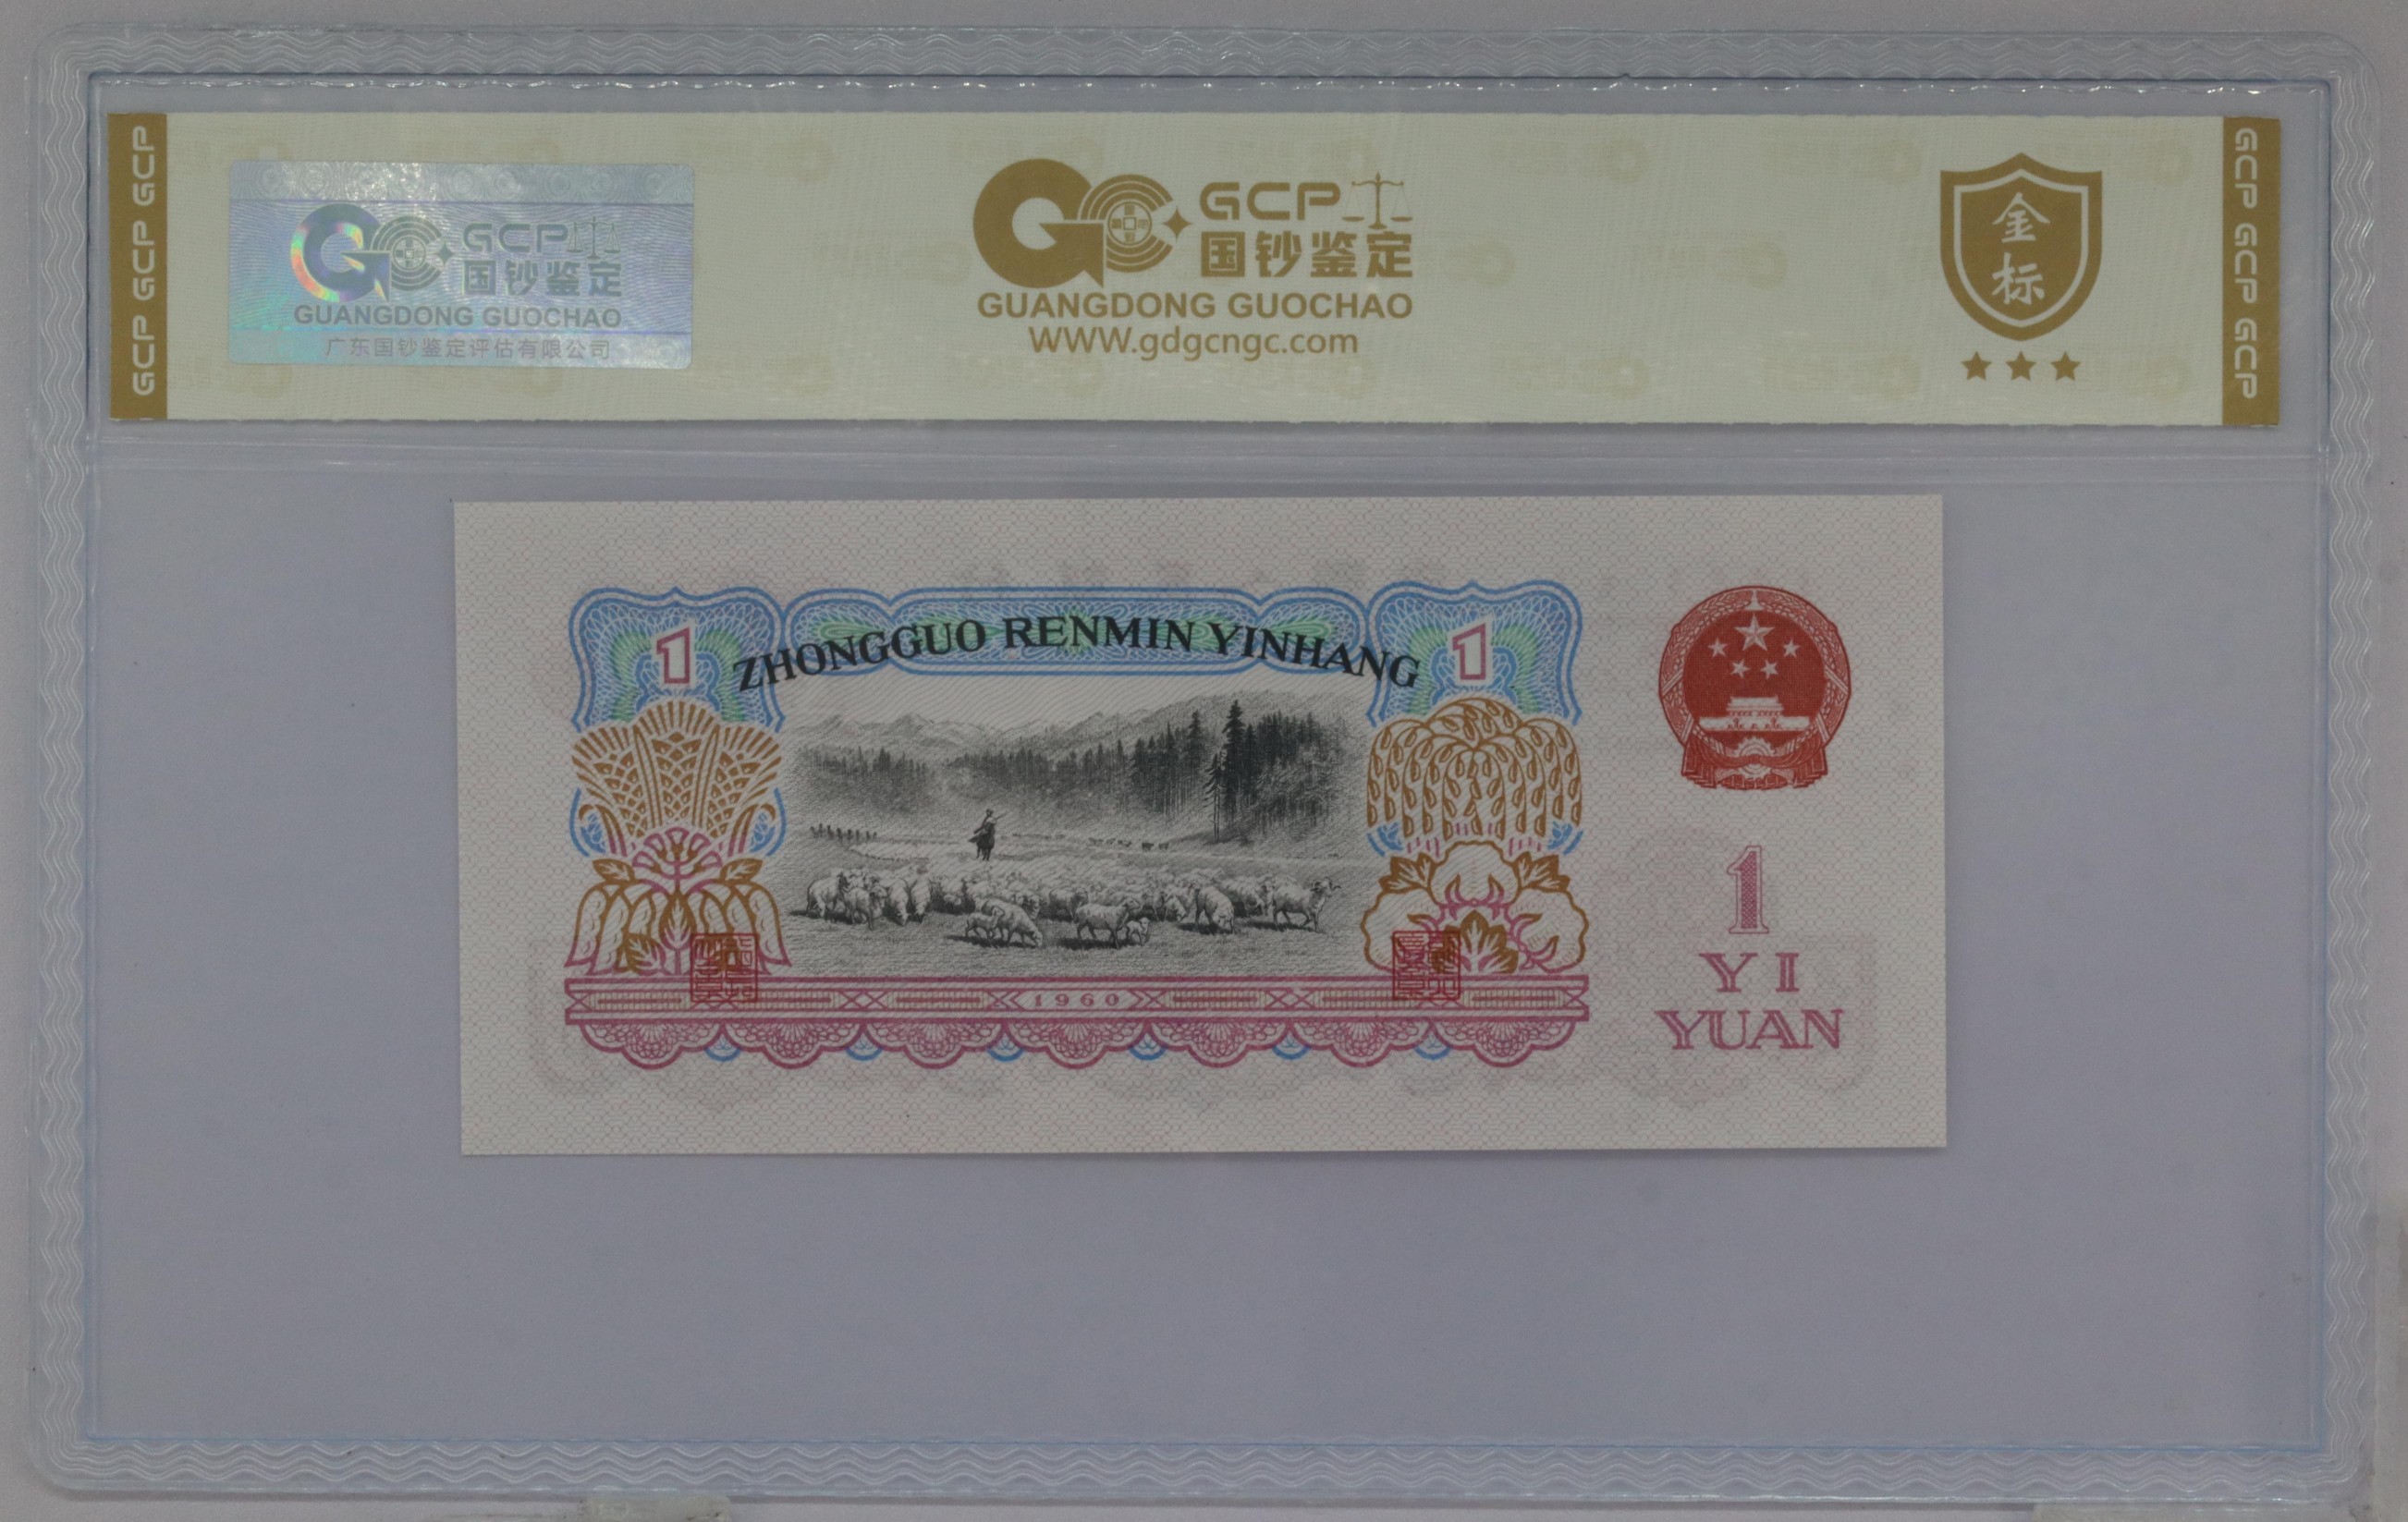 GCP GCP GCP
GCP
国钞鉴定
GUANGDONG GUOCHAO
广东国钞鉴定评估有限公司
GCP
国钞鉴定
GUANGDONG GUOCHAO
WWW.gdgcngc.com
金
标
GCP GCP GCP
1
ZHONGGUO RENMIN YINHANG
1
1960
1
YI
YUAN